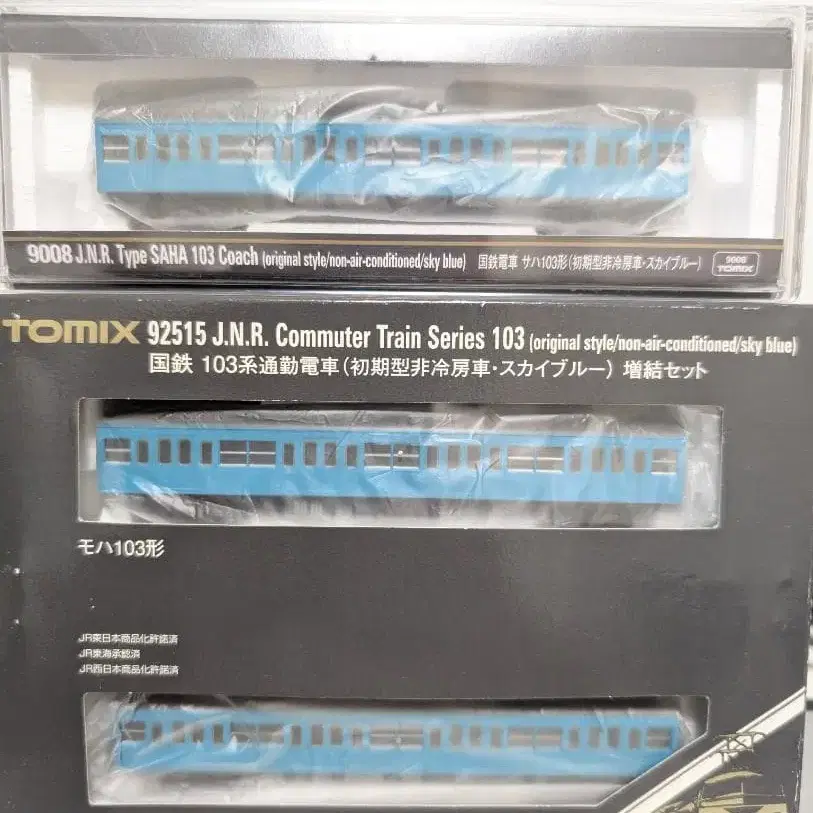 9008 J.N.R. Type SAHA 103 Coach (original style/non-air-conditioned/sky blue) 国鉄電車 サハ103形(初期型非冷房車・スカイブルー) 9008 TOMIX
TOMIX 92515 J.N.R. Commuter Train Series 103 (original style/non-air-conditioned/sky blue)
国鉄 103系通勤電車(初期型非冷房車・スカイブルー) 増結セット
モハ103形
JR東日本商品化許諾済
JR東海承認済
JR西日本商品化許諾済